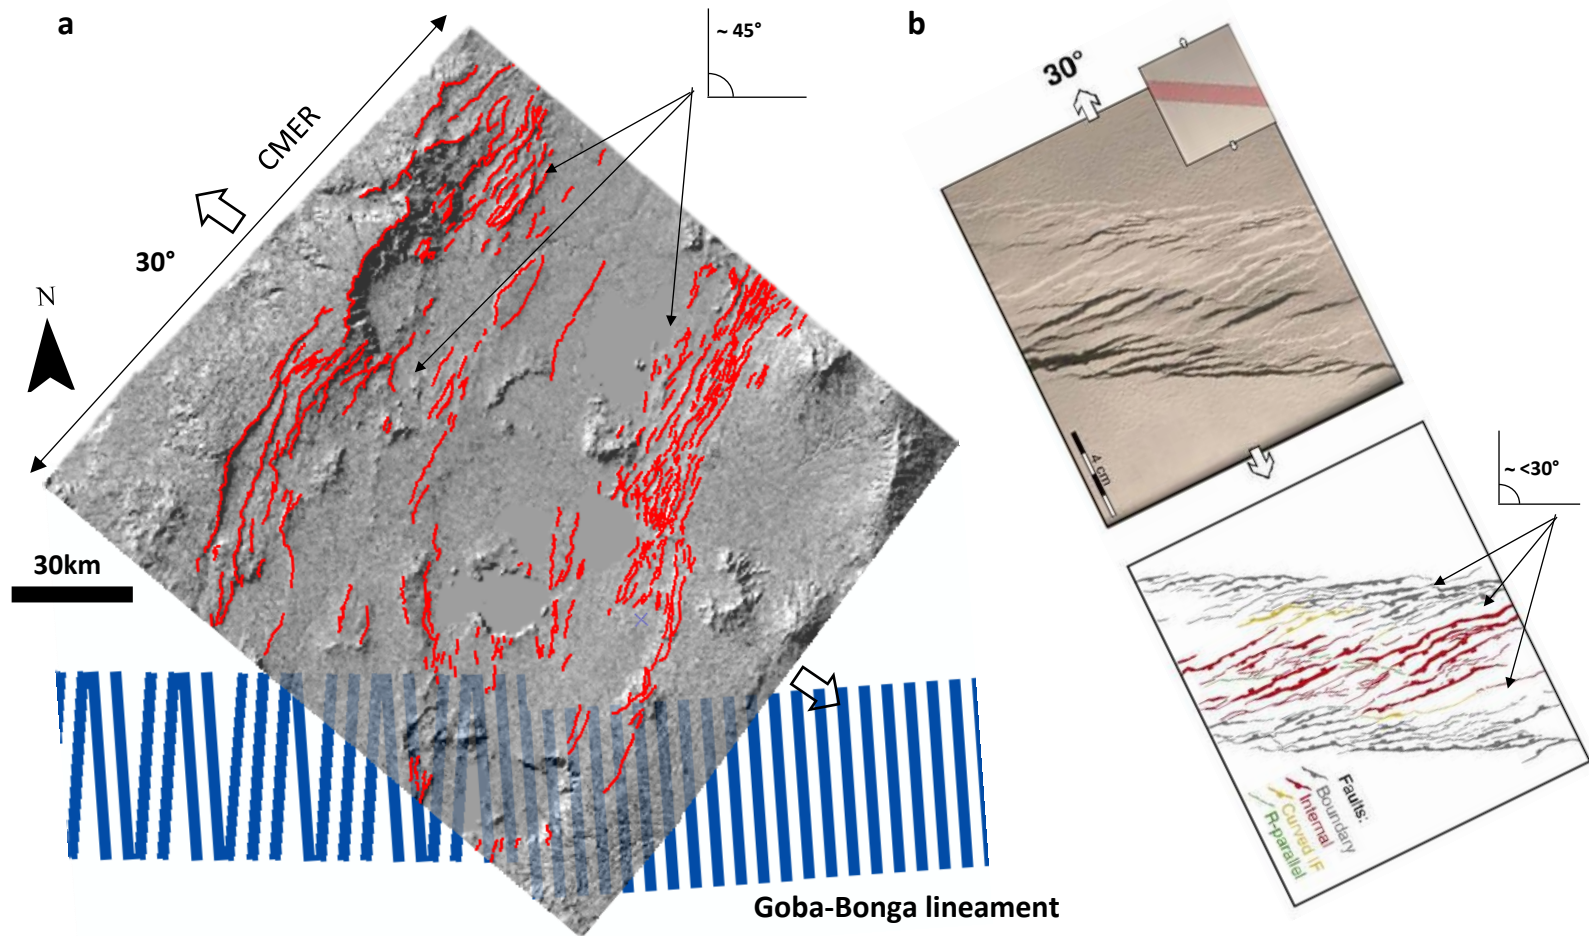 a
~ 45°
CMER
30°
N
30km
Goba-Bonga lineament
b
30°
4 cm
~ <30°
Faults:
Boundary
Internal
Curved IF
R-parallel